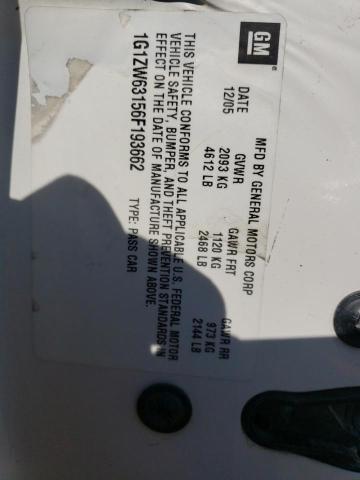 GM
MFD BY GENERAL MOTORS CORP
DATE GVWR GAWR FRT GAWR RR
12/05 2093 KG 1120 KG 973 KG
4612 LB 2468 LB 2144 LB
THIS VEHICLE CONFORMS TO ALL APPLICABLE U.S. FEDERAL MOTOR
VEHICLE SAFETY, BUMPER, AND THEFT PREVENTION STANDARDS IN
EFFECT ON THE DATE OF MANUFACTURE SHOWN ABOVE.
1G1ZW63156F193662 TYPE: PASS CAR